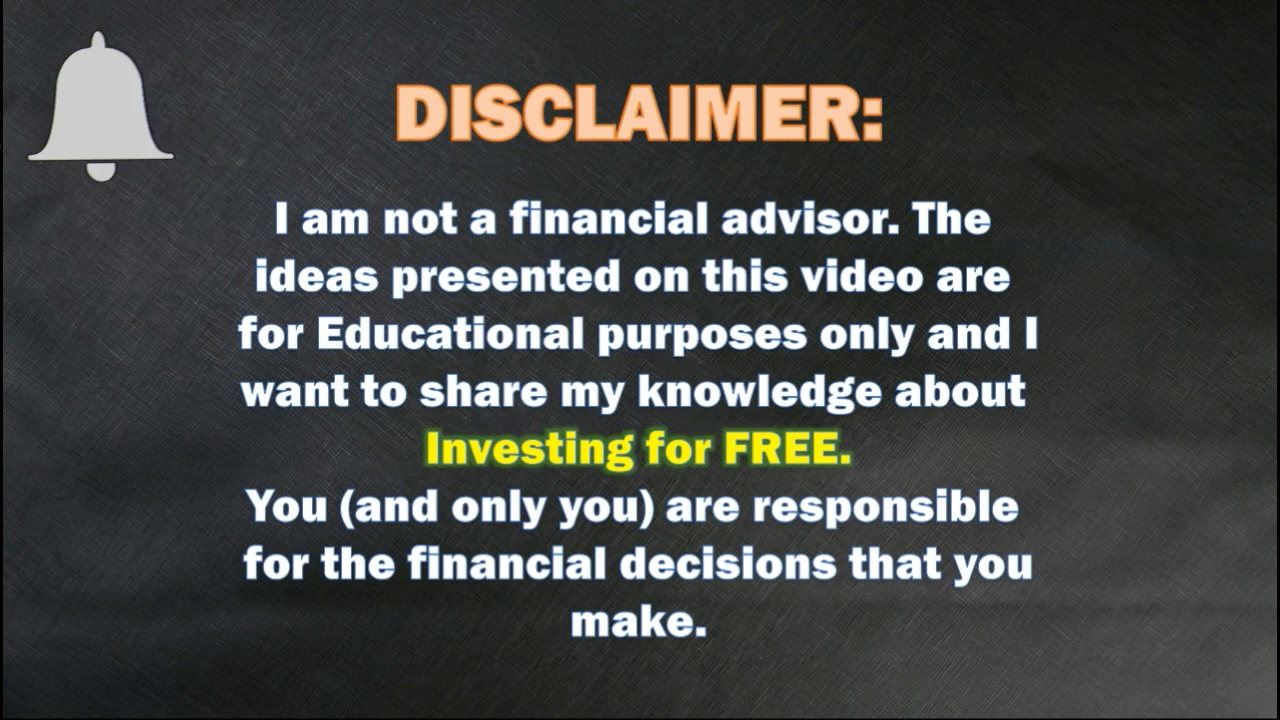 DISCLAIMER:
I am not a financial advisor. The
ideas presented on this video are
for Educational purposes only and I
want to share my knowledge about
Investing for FREE.
You (and only you) are responsible
for the financial decisions that you
make.